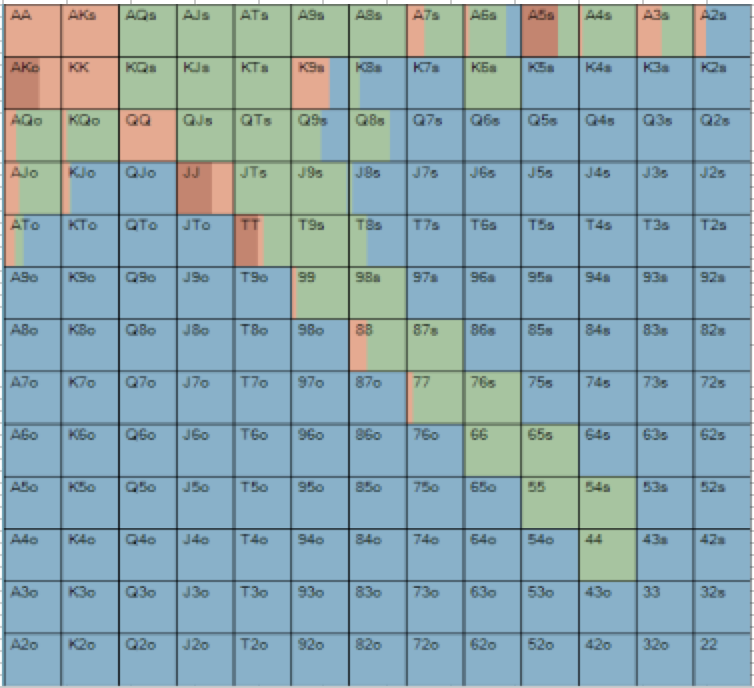 AA AKs AQs AJs ATs A9s A8s A7s A6s A5s A4s A3s A2s
AKo KK KQs KJs KTs K9s K8s K7s K6s K5s K4s K3s K2s
AQo KQo QQ QJs QTs Q9s Q8s Q7s Q6s Q5s Q4s Q3s Q2s
AJo KJo QJo JJ JTs J9s J8s J7s J6s J5s J4s J3s J2s
ATo KTo QTo JTo TT T9s T8s T7s T6s T5s T4s T3s T2s
A9o K9o Q9o J9o T9o 99 98s 97s 96s 95s 94s 93s 92s
A8o K8o Q8o J8o T8o 98o 88 87s 86s 85s 84s 83s 82s
A7o K7o Q7o J7o T7o 97o 87o 77 76s 75s 74s 73s 72s
A6o K6o Q6o J6o T6o 96o 86o 76o 66 65s 64s 63s 62s
A5o K5o Q5o J5o T5o 95o 85o 75o 65o 55 54s 53s 52s
A4o K4o Q4o J4o T4o 94o 84o 74o 64o 54o 44 43s 42s
A3o K3o Q3o J3o T3o 93o 83o 73o 63o 53o 43o 33 32s
A2o K2o Q2o J2o T2o 92o 82o 72o 62o 52o 42o 32o 22